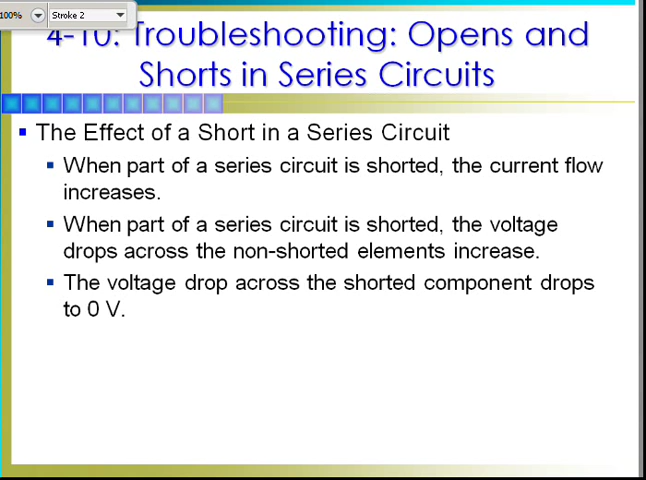 100%
Stroke 2
4-10: Troubleshooting: Opens and
Shorts in Series Circuits
The Effect of a Short in a Series Circuit
When part of a series circuit is shorted, the current flow
increases.
When part of a series circuit is shorted, the voltage
drops across the non-shorted elements increase.
The voltage drop across the shorted component drops
to 0 V.